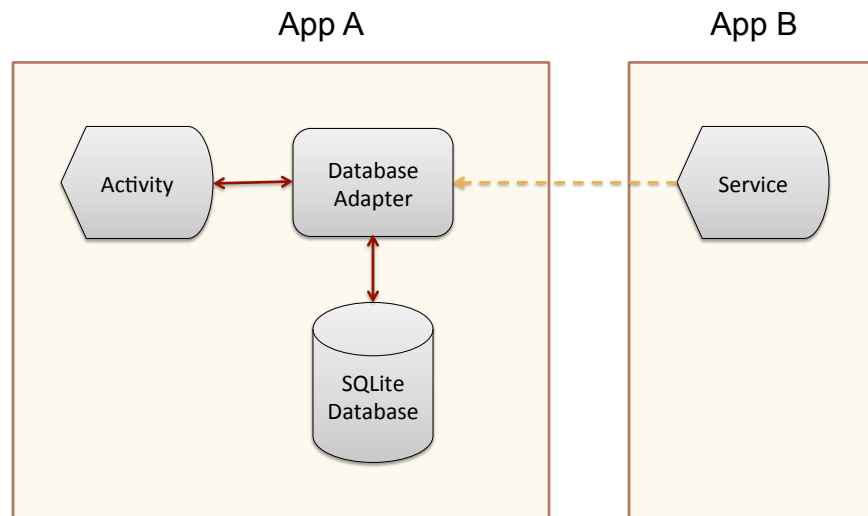 App A
App B
Activity
Database
Adapter
Service
SQLite
Database